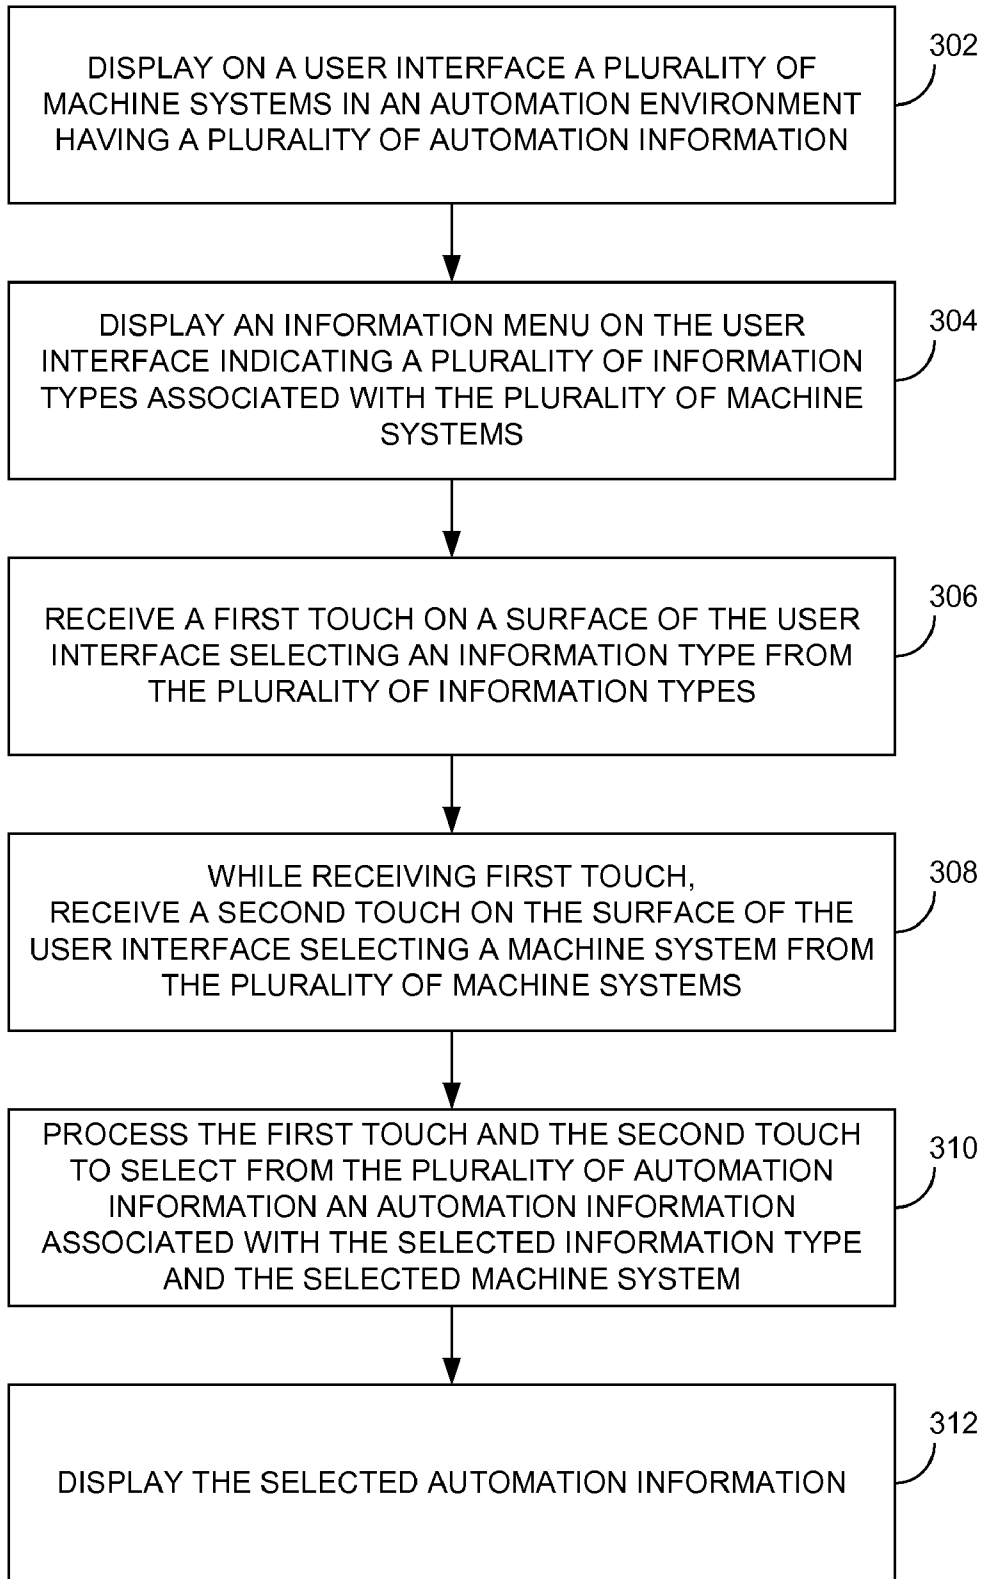 302
DISPLAY ON A USER INTERFACE A PLURALITY OF
MACHINE SYSTEMS IN AN AUTOMATION ENVIRONMENT
HAVING A PLURALITY OF AUTOMATION INFORMATION
304
DISPLAY AN INFORMATION MENU ON THE USER
INTERFACE INDICATING A PLURALITY OF INFORMATION
TYPES ASSOCIATED WITH THE PLURALITY OF MACHINE
SYSTEMS
306
RECEIVE A FIRST TOUCH ON A SURFACE OF THE USER
INTERFACE SELECTING AN INFORMATION TYPE FROM
THE PLURALITY OF INFORMATION TYPES
308
WHILE RECEIVING FIRST TOUCH,
RECEIVE A SECOND TOUCH ON THE SURFACE OF THE
USER INTERFACE SELECTING A MACHINE SYSTEM FROM
THE PLURALITY OF MACHINE SYSTEMS
310
PROCESS THE FIRST TOUCH AND THE SECOND TOUCH
TO SELECT FROM THE PLURALITY OF AUTOMATION
INFORMATION AN AUTOMATION INFORMATION
ASSOCIATED WITH THE SELECTED INFORMATION TYPE
AND THE SELECTED MACHINE SYSTEM
312
DISPLAY THE SELECTED AUTOMATION INFORMATION